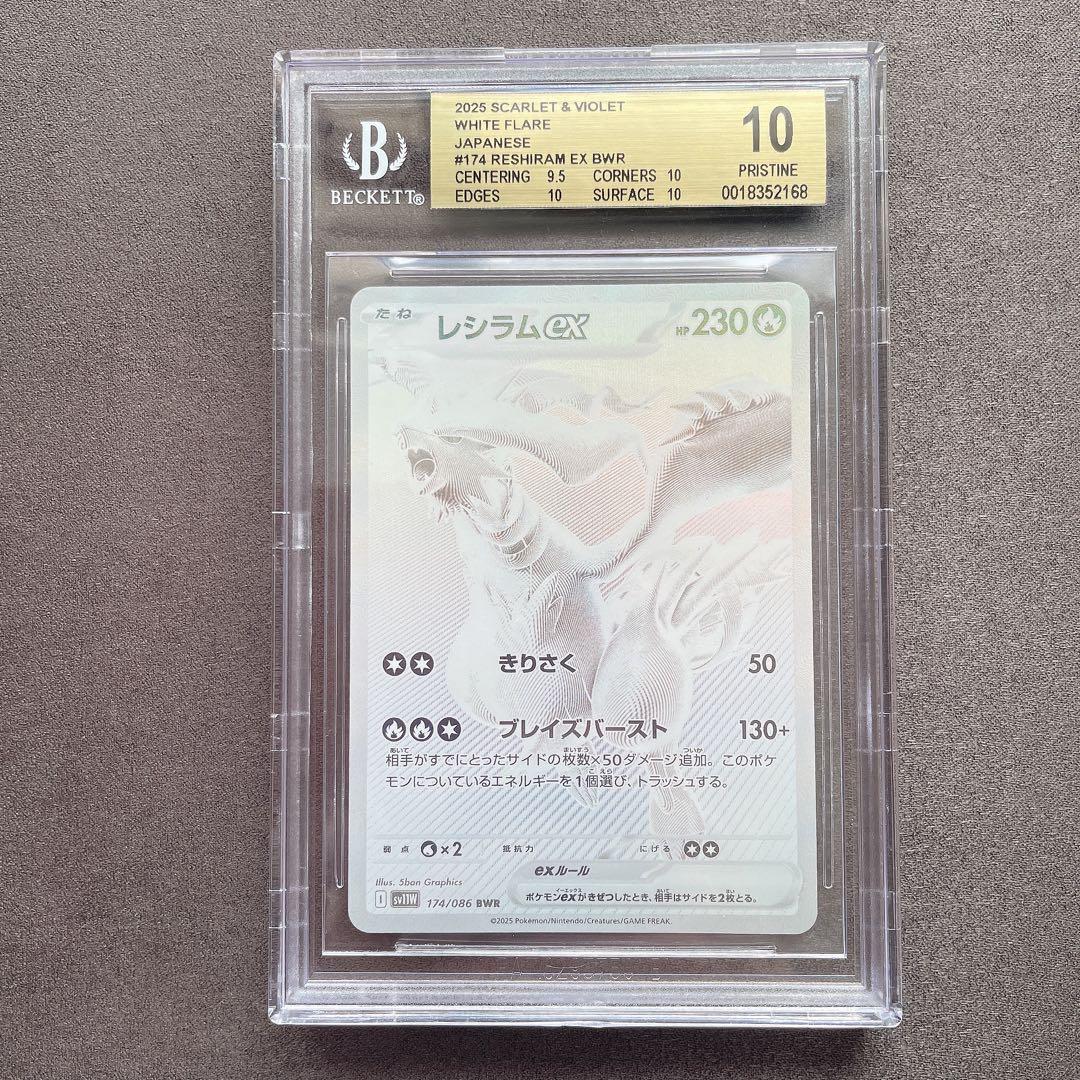 2025 SCARLET & VIOLET
WHITE FLARE
JAPANESE
#174 RESHIRAM EX BWR
CENTERING 9.5 CORNERS 10
EDGES 10 SURFACE 10
10
PRISTINE
0018352168
B
BECKETT®
たね
レシラムex
HP 230
きりさく 50
ブレイズバースト 130+
相手がすでにとったサイドの枚数×50ダメージ追加。このポケ
モンについているエネルギーを1個選び、トラッシュする。
弱点 ×2 抵抗力 にげる
exルール
ポケモンexがきぜつしたとき、相手はサイドを2枚とる。
Illus. 5ban Graphics
I sv11W 174/086 BWR
©2025 Pokémon/Nintendo/Creatures/GAME FREAK.